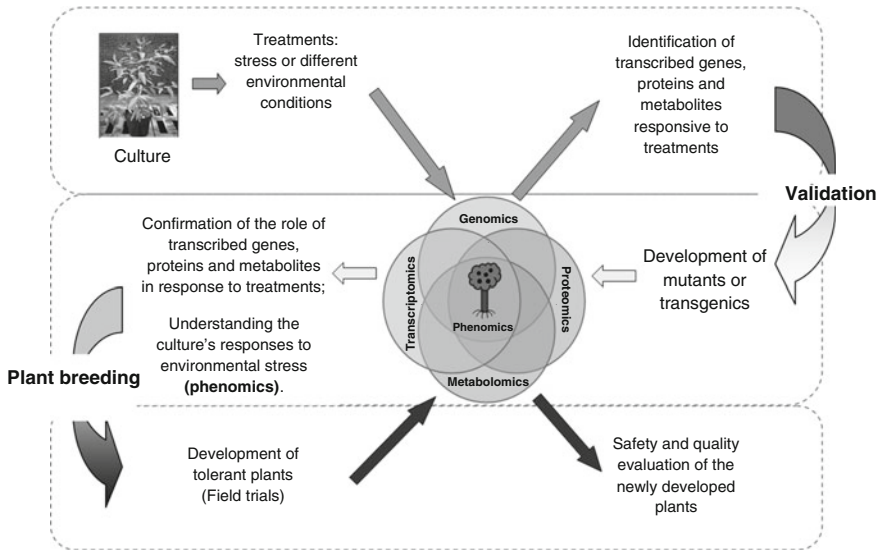 Treatments:
stress or different
environmental
conditions
Culture
Identification of
transcribed genes,
proteins and
metabolites
responsive to
treatments
Validation
Development of
mutants or
transgenics
Genomics
Transcriptomics
Proteomics
Phenomics
Metabolomics
Confirmation of the role of
transcribed genes,
proteins and metabolites
in response to treatments;
Understanding the
culture's responses to
environmental stress
(phenomics).
Plant breeding
Development of
tolerant plants
(Field trials)
Safety and quality
evaluation of the
newly developed
plants